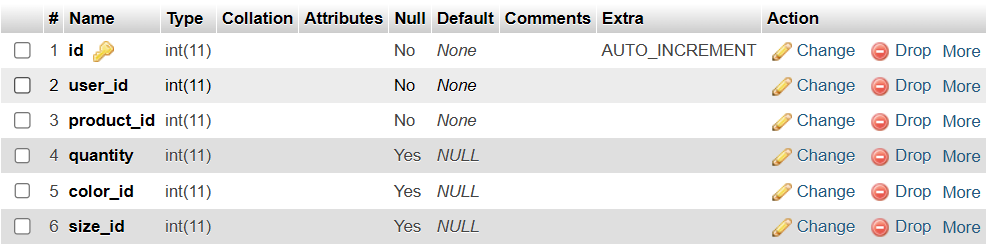 # Name Type Collation Attributes Null Default Comments Extra Action
1 id int(11) No None AUTO_INCREMENT Change Drop More
2 user_id int(11) No None Change Drop More
3 product_id int(11) No None Change Drop More
4 quantity int(11) Yes NULL Change Drop More
5 color_id int(11) Yes NULL Change Drop More
6 size_id int(11) Yes NULL Change Drop More